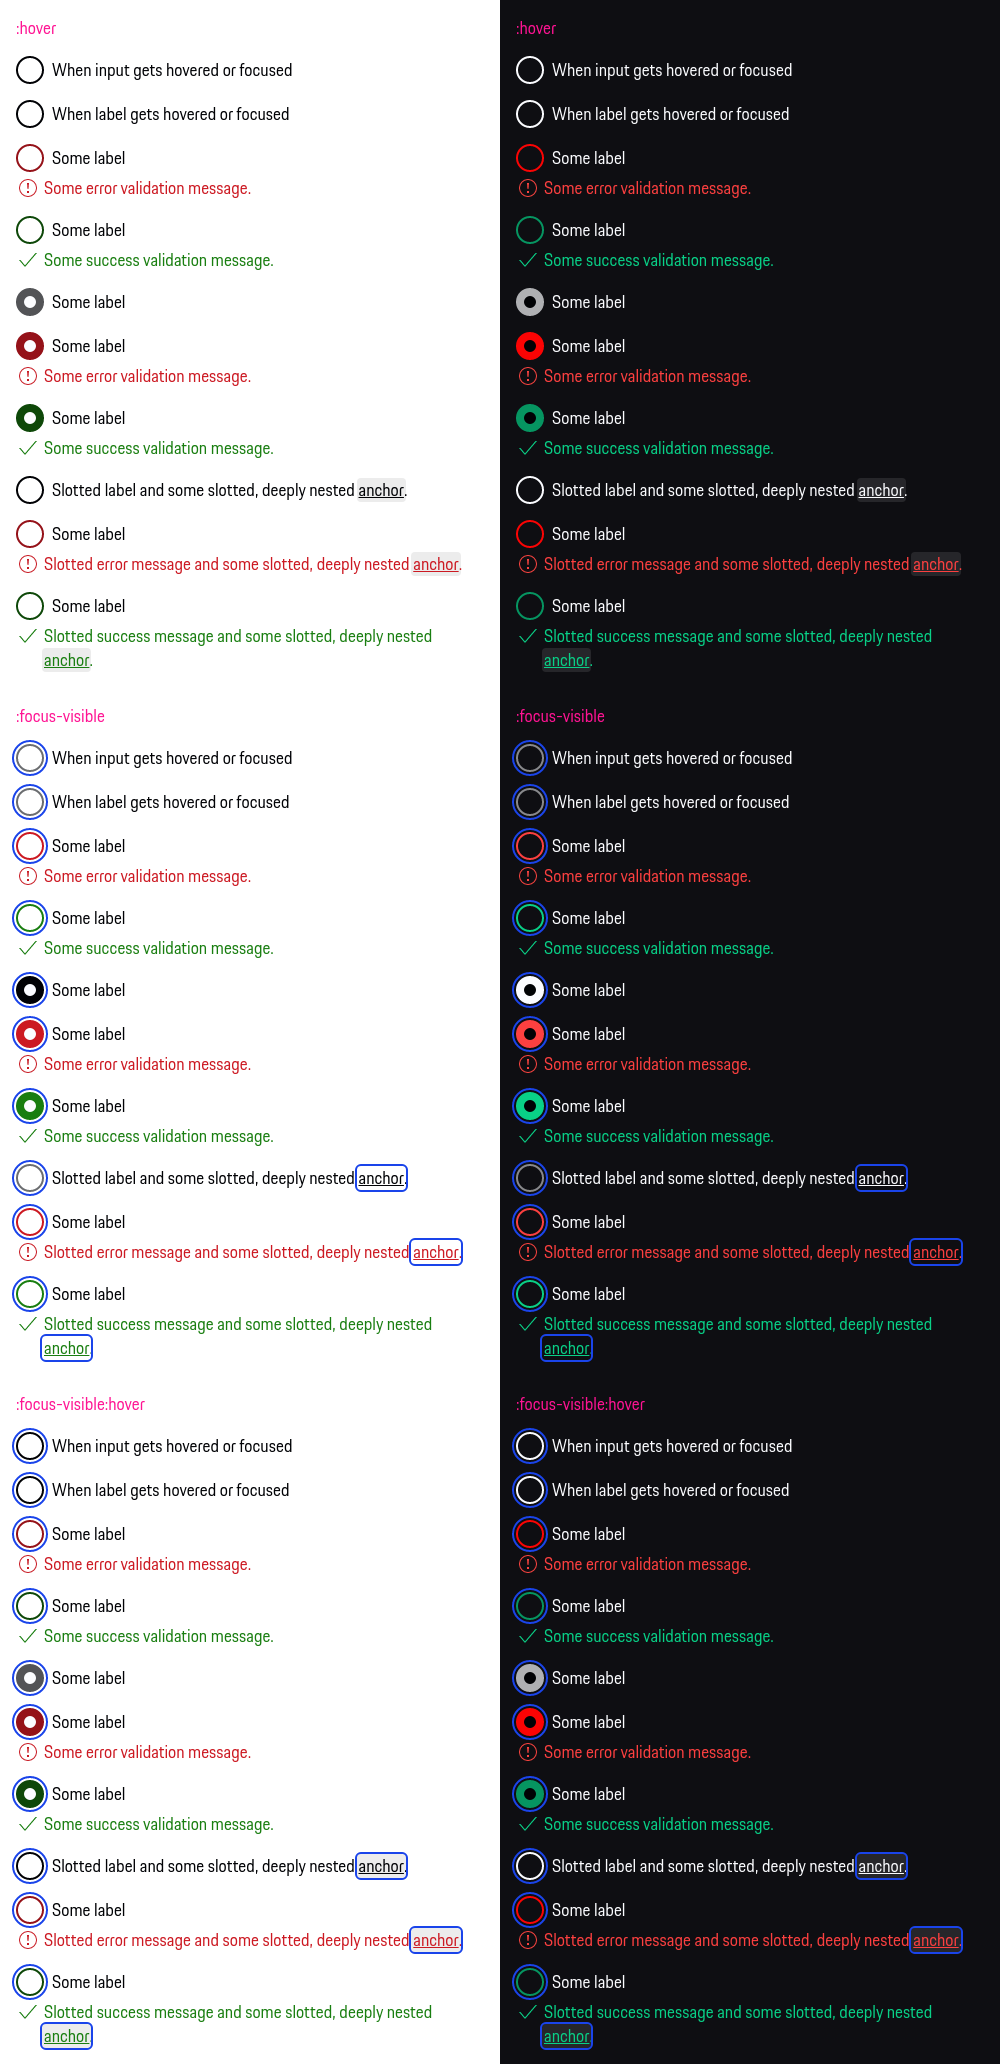 :hover
When input gets hovered or focused
When label gets hovered or focused
Some label
Some error validation message.
Some label
Some success validation message.
Some label
Some label
Some error validation message.
Some label
Some success validation message.
Slotted label and some slotted, deeply nested anchor.
Some label
Slotted error message and some slotted, deeply nested anchor.
Some label
Slotted success message and some slotted, deeply nested
anchor.
:focus-visible
When input gets hovered or focused
When label gets hovered or focused
Some label
Some error validation message.
Some label
Some success validation message.
Some label
Some label
Some error validation message.
Some label
Some success validation message.
Slotted label and some slotted, deeply nested anchor.
Some label
Slotted error message and some slotted, deeply nested anchor.
Some label
Slotted success message and some slotted, deeply nested
anchor.
:focus-visible:hover
When input gets hovered or focused
When label gets hovered or focused
Some label
Some error validation message.
Some label
Some success validation message.
Some label
Some label
Some error validation message.
Some label
Some success validation message.
Slotted label and some slotted, deeply nested anchor.
Some label
Slotted error message and some slotted, deeply nested anchor.
Some label
Slotted success message and some slotted, deeply nested
anchor.
:hover
When input gets hovered or focused
When label gets hovered or focused
Some label
Some error validation message.
Some label
Some success validation message.
Some label
Some label
Some error validation message.
Some label
Some success validation message.
Slotted label and some slotted, deeply nested anchor.
Some label
Slotted error message and some slotted, deeply nested anchor.
Some label
Slotted success message and some slotted, deeply nested
anchor.
:focus-visible
When input gets hovered or focused
When label gets hovered or focused
Some label
Some error validation message.
Some label
Some success validation message.
Some label
Some label
Some error validation message.
Some label
Some success validation message.
Slotted label and some slotted, deeply nested anchor.
Some label
Slotted error message and some slotted, deeply nested anchor.
Some label
Slotted success message and some slotted, deeply nested
anchor.
:focus-visible:hover
When input gets hovered or focused
When label gets hovered or focused
Some label
Some error validation message.
Some label
Some success validation message.
Some label
Some label
Some error validation message.
Some label
Some success validation message.
Slotted label and some slotted, deeply nested anchor.
Some label
Slotted error message and some slotted, deeply nested anchor.
Some label
Slotted success message and some slotted, deeply nested
anchor.